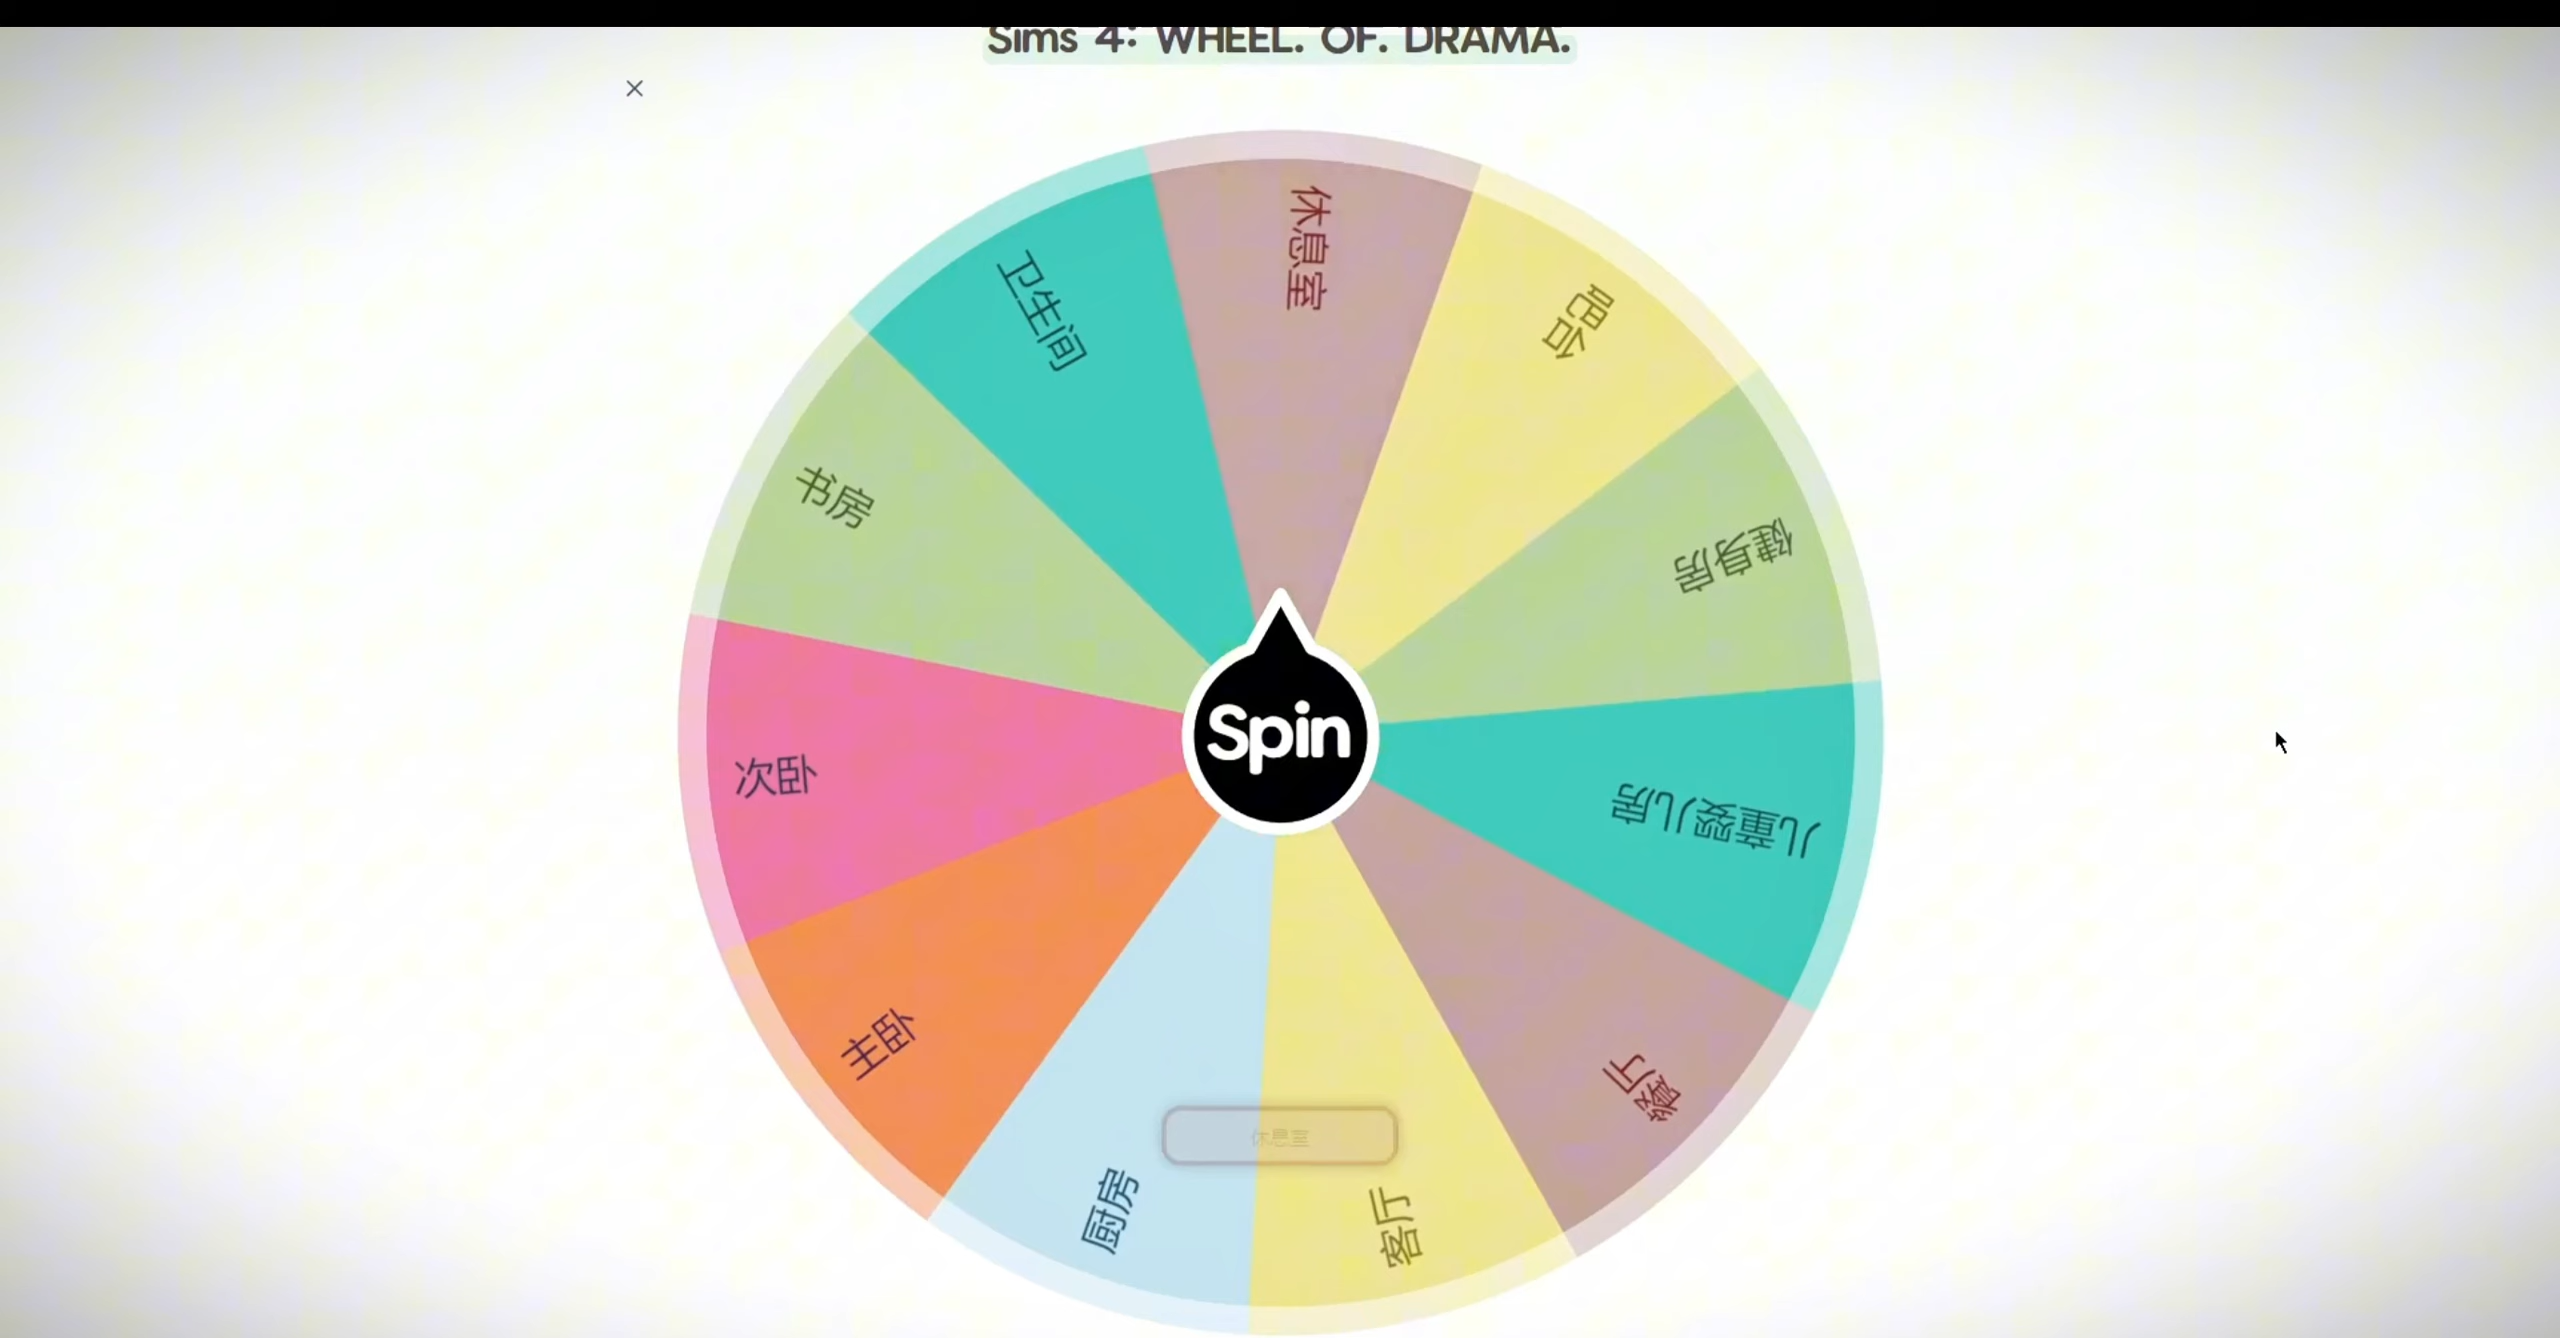 Sims 4: WHEEL. OF. DRAMA.
休息室
吧台
健身房
儿童婴儿房
餐厅
客厅
厨房
主卧
次卧
书房
卫生间
Spin
休息室